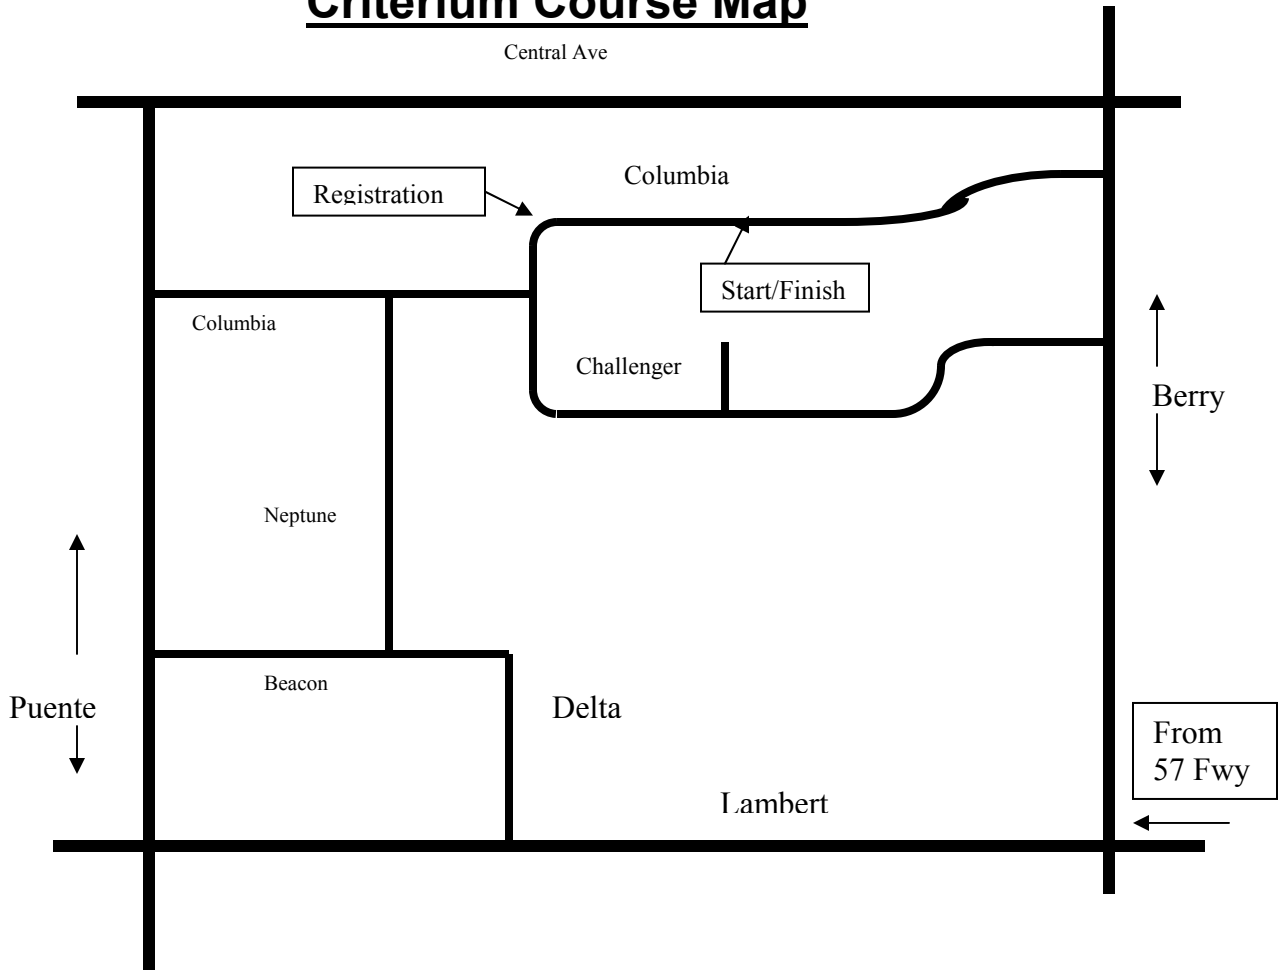 Criterium Course Map
Central Ave
Columbia
Registration
Start/Finish
Columbia
Challenger
Berry
Neptune
Beacon
Puente
Delta
From
57 Fwy
Lambert